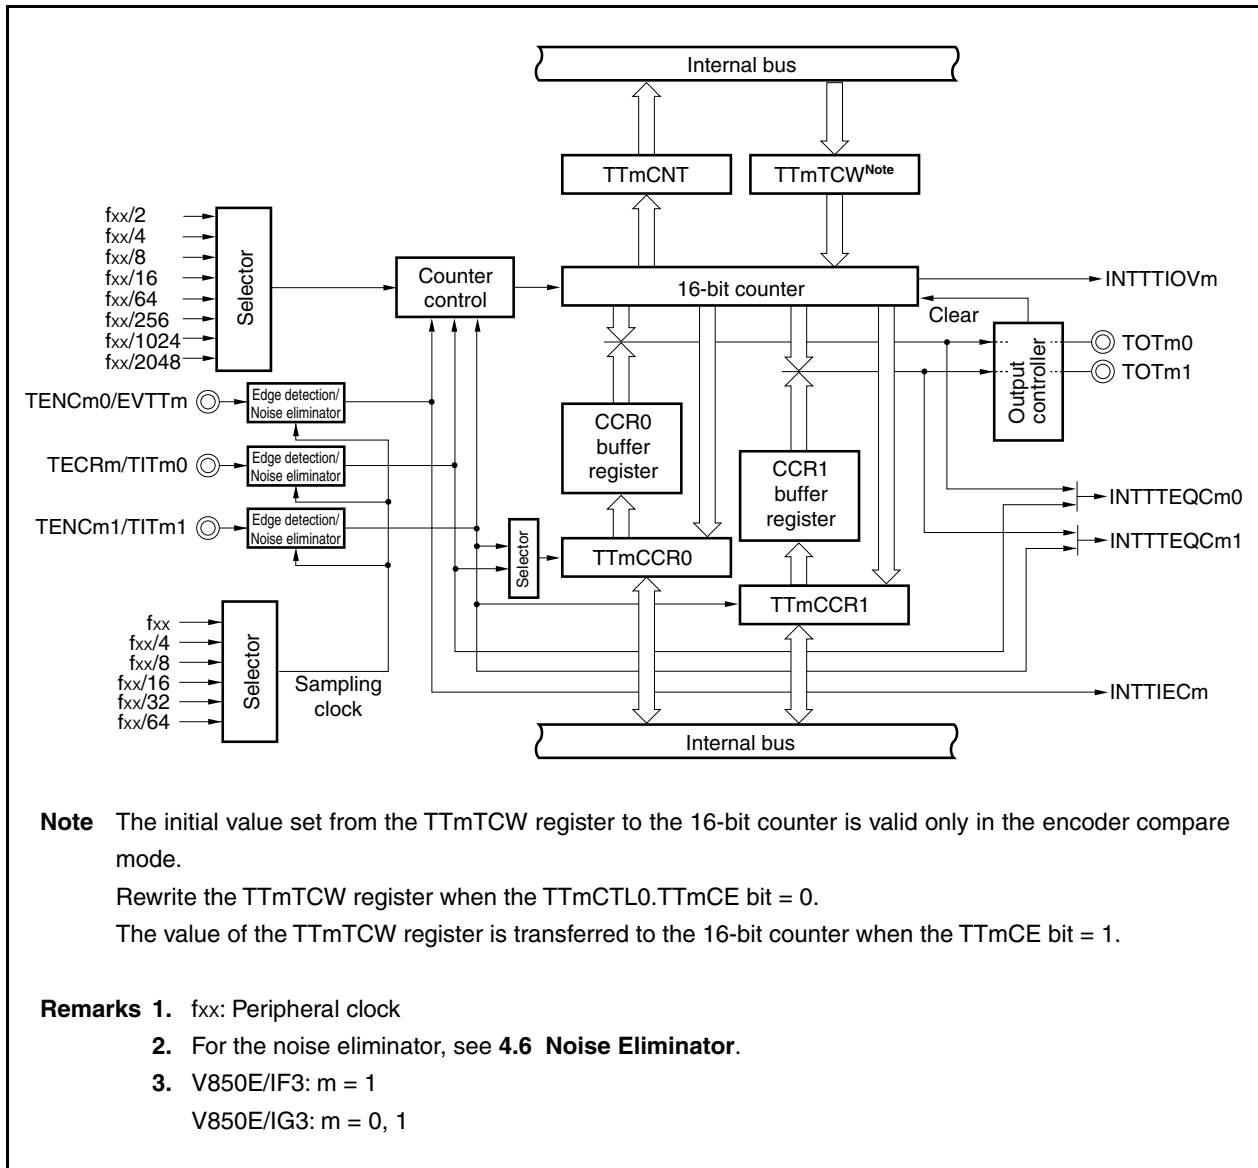 Internal bus
TTmCNT
TTmTCWNote
fxx/2
fxx/4
fxx/8
fxx/16
fxx/64
fxx/256
fxx/1024
fxx/2048
Selector
Counter
control
16-bit counter
INTTTIOVm
Clear
Output
controller
TOTm0
TOTm1
TENCm0/EVTTm
Edge detection/
Noise eliminator
TECRm/TITm0
Edge detection/
Noise eliminator
TENCm1/TITm1
Edge detection/
Noise eliminator
CCR0
buffer
register
CCR1
buffer
register
INTTTEQCm0
INTTTEQCm1
Selector
TTmCCR0
TTmCCR1
fxx
fxx/4
fxx/8
fxx/16
fxx/32
fxx/64
Selector
Sampling
clock
INTTIECm
Internal bus
Note The initial value set from the TTmTCW register to the 16-bit counter is valid only in the encoder compare
mode.
Rewrite the TTmTCW register when the TTmCTL0.TTmCE bit = 0.
The value of the TTmTCW register is transferred to the 16-bit counter when the TTmCE bit = 1.
Remarks 1. fxx: Peripheral clock
2. For the noise eliminator, see 4.6 Noise Eliminator.
3. V850E/IF3: m = 1
V850E/IG3: m = 0, 1